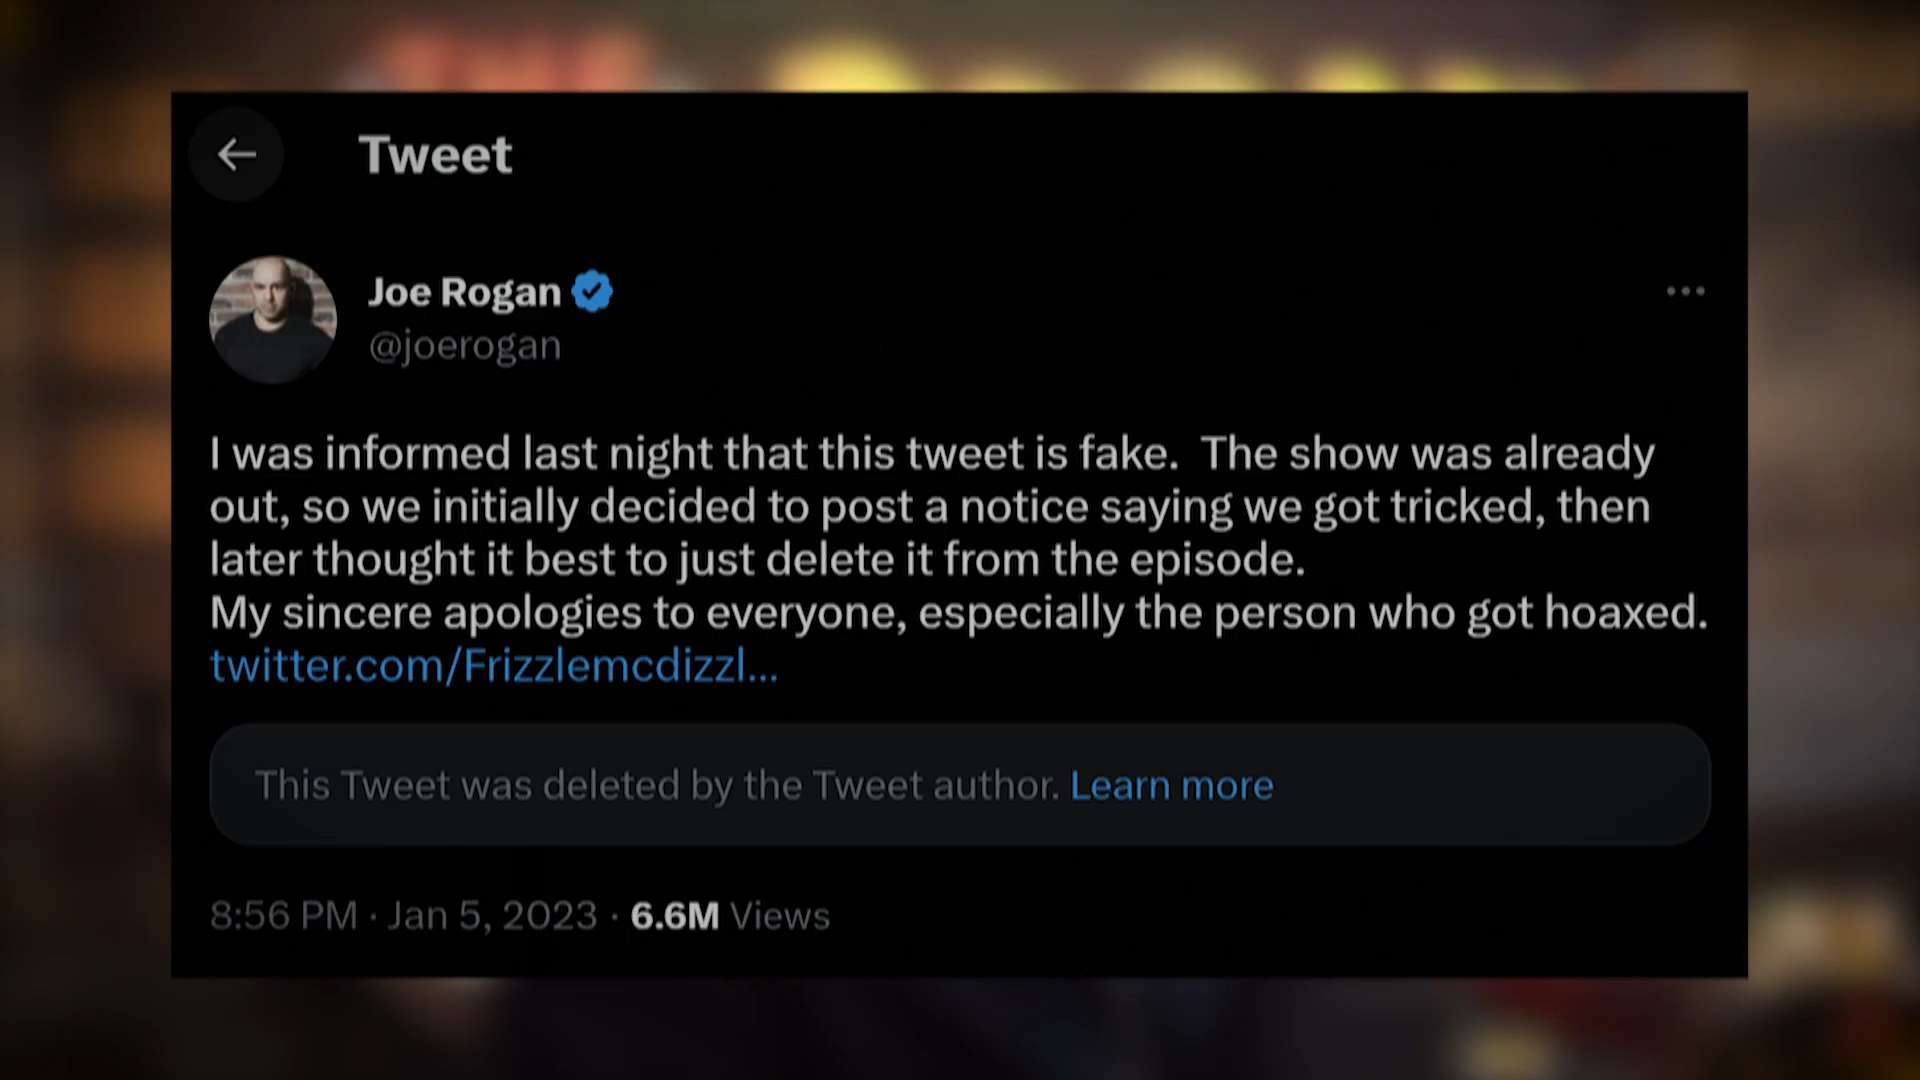 Tweet
Joe Rogan
@joerogan
I was informed last night that this tweet is fake.  The show was already
out, so we initially decided to post a notice saying we got tricked, then
later thought it best to just delete it from the episode.
My sincere apologies to everyone, especially the person who got hoaxed.
twitter.com/Frizzlemcdizzl...
This Tweet was deleted by the Tweet author. Learn more
8:56 PM · Jan 5, 2023 · 6.6M Views